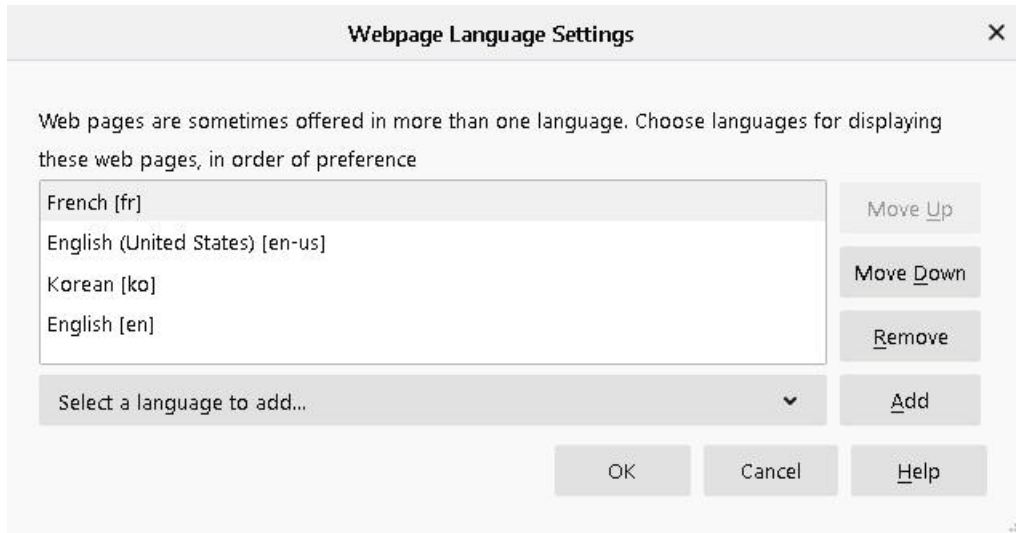 Webpage Language Settings
Web pages are sometimes offered in more than one language. Choose languages for displaying
these web pages, in order of preference
French [fr]
English (United States) [en-us]
Korean [ko]
English [en]
Move Up
Move Down
Remove
Select a language to add...
Add
OK
Cancel
Help